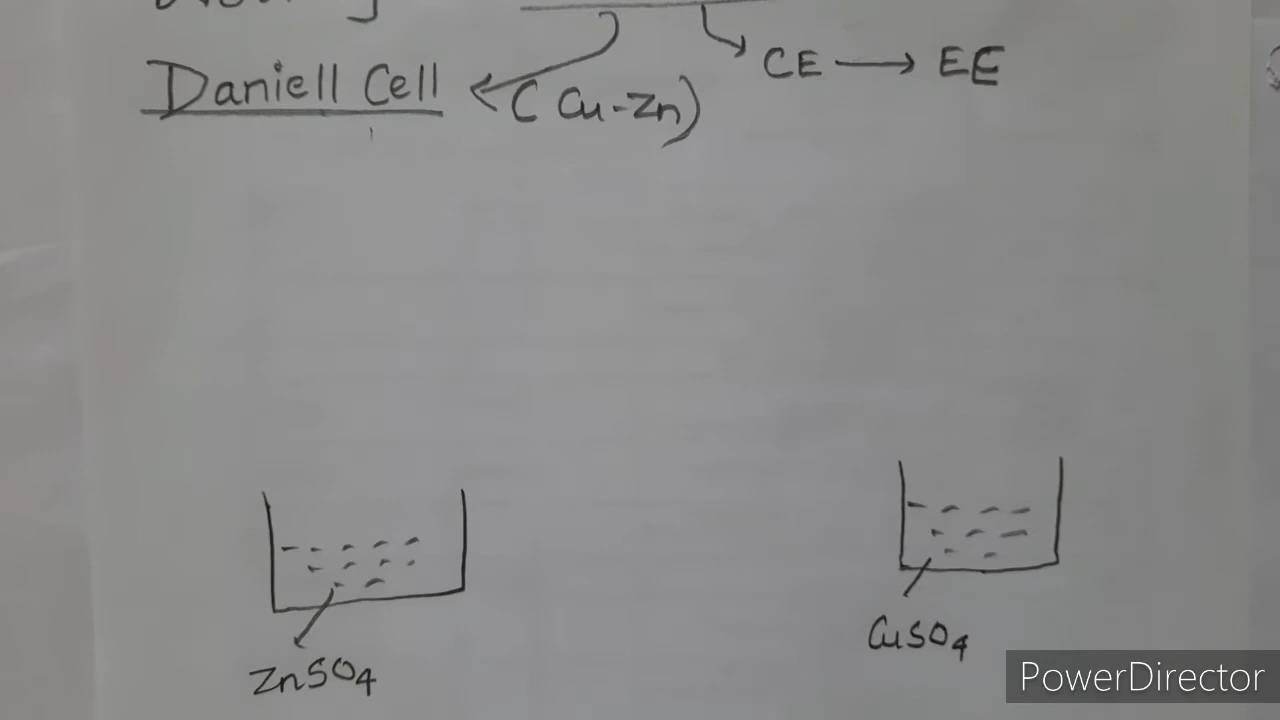 CE → EE
Daniell Cell ← (Cu-Zn)
ZnSO4
CuSO4
PowerDirector